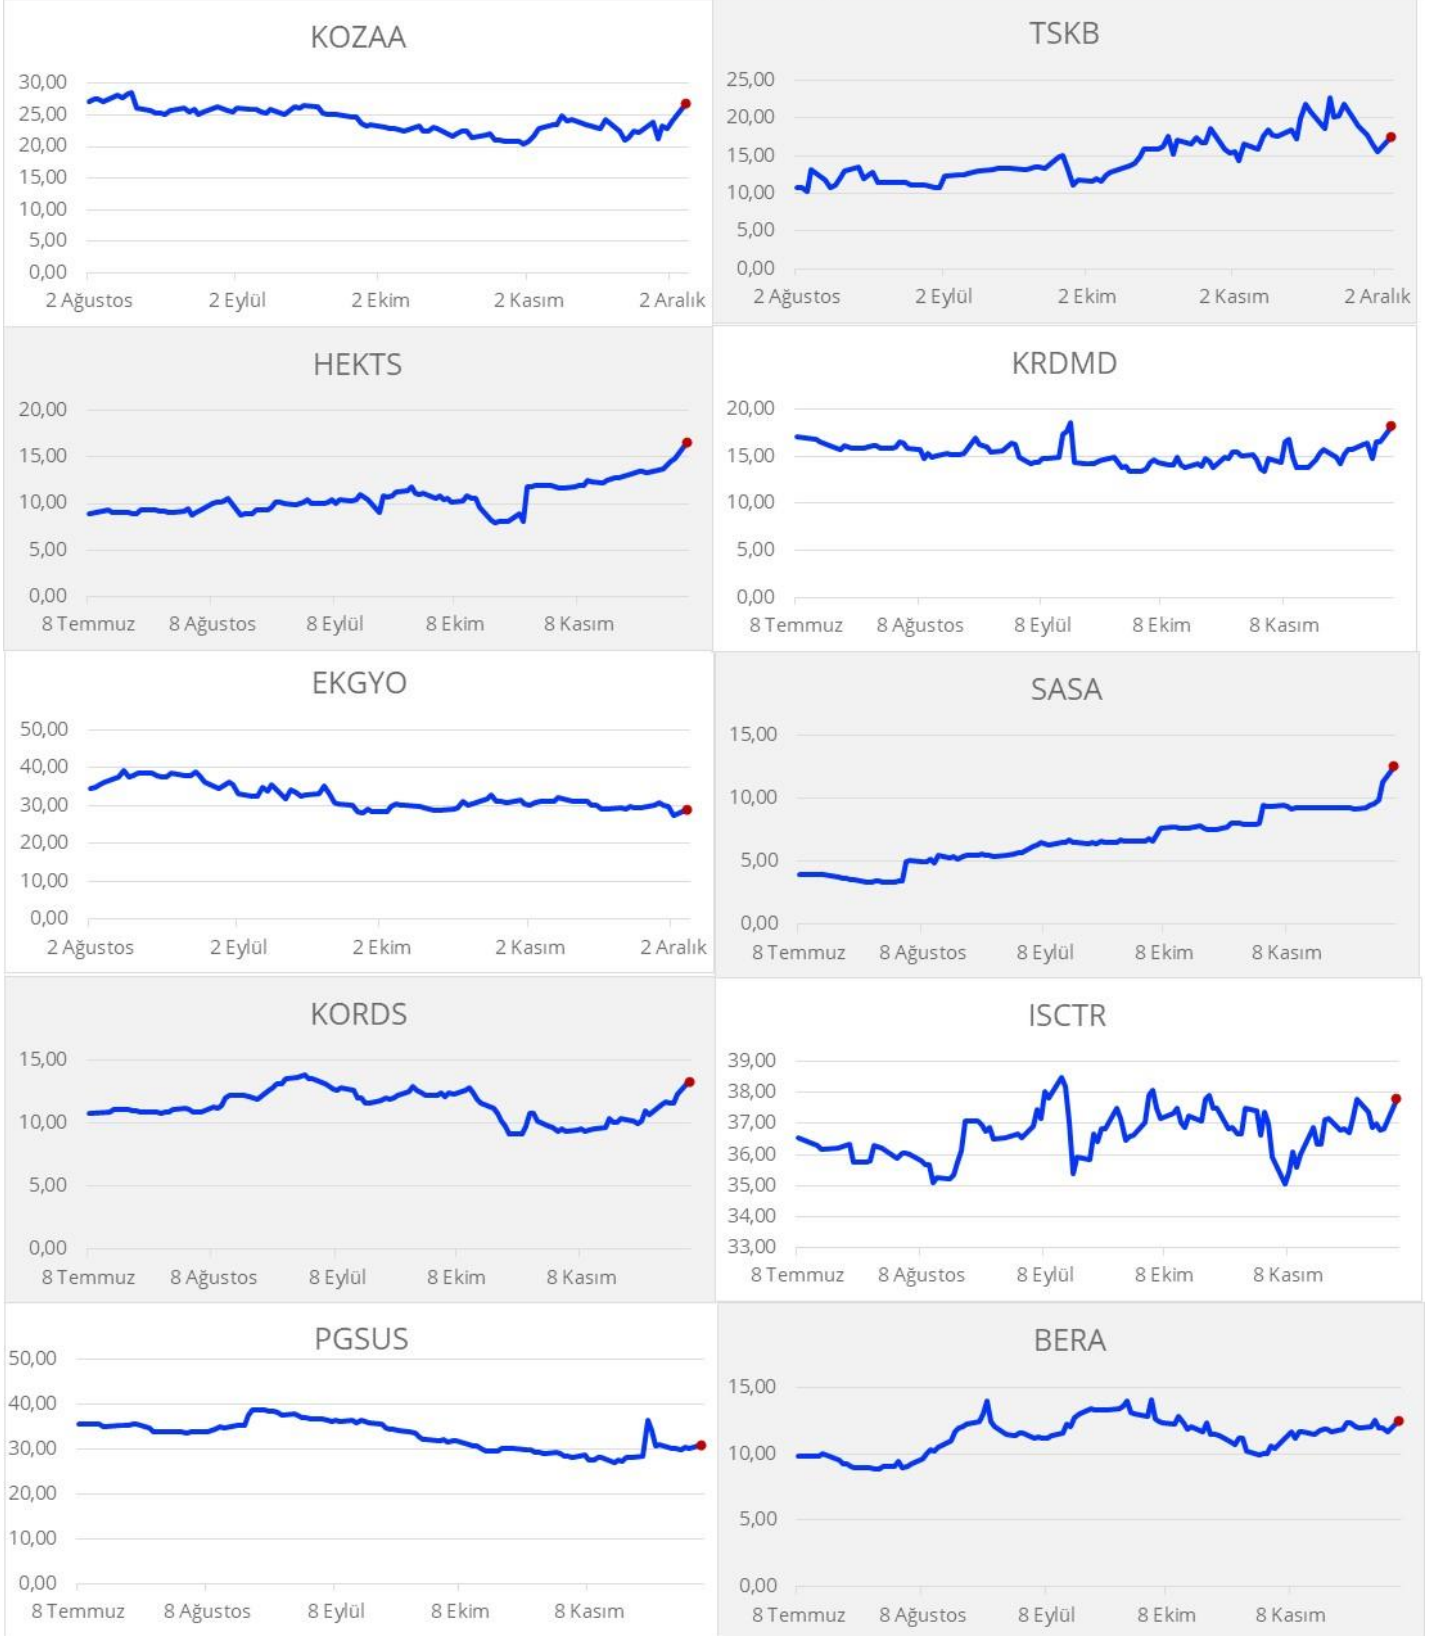 KOZAA
30,00
25,00
20,00
15,00
10,00
5,00
0,00
2 Ağustos 2 Eylül 2 Ekim 2 Kasım 2 Aralık
TSKB
25,00
20,00
15,00
10,00
5,00
0,00
2 Ağustos 2 Eylül 2 Ekim 2 Kasım 2 Aralık
HEKTS
20,00
15,00
10,00
5,00
0,00
8 Temmuz 8 Ağustos 8 Eylül 8 Ekim 8 Kasım
KRDMD
20,00
15,00
10,00
5,00
0,00
8 Temmuz 8 Ağustos 8 Eylül 8 Ekim 8 Kasım
EKGYO
50,00
40,00
30,00
20,00
10,00
0,00
2 Ağustos 2 Eylül 2 Ekim 2 Kasım 2 Aralık
SASA
15,00
10,00
5,00
0,00
8 Temmuz 8 Ağustos 8 Eylül 8 Ekim 8 Kasım
KORDS
15,00
10,00
5,00
0,00
8 Temmuz 8 Ağustos 8 Eylül 8 Ekim 8 Kasım
ISCTR
39,00
38,00
37,00
36,00
35,00
34,00
33,00
8 Temmuz 8 Ağustos 8 Eylül 8 Ekim 8 Kasım
PGSUS
50,00
40,00
30,00
20,00
10,00
0,00
8 Temmuz 8 Ağustos 8 Eylül 8 Ekim 8 Kasım
BERA
15,00
10,00
5,00
0,00
8 Temmuz 8 Ağustos 8 Eylül 8 Ekim 8 Kasım